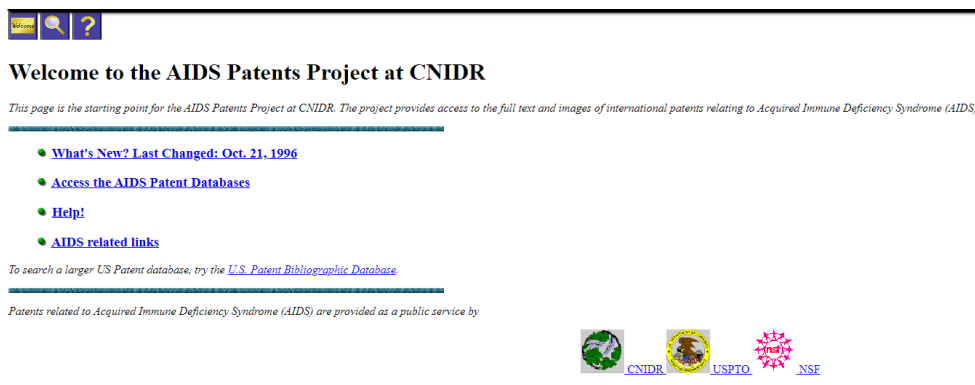 Welcome
Welcome to the AIDS Patents Project at CNIDR
This page is the starting point for the AIDS Patents Project at CNIDR. The project provides access to the full text and images of international patents relating to Acquired Immune Deficiency Syndrome (AIDS)
What's New? Last Changed: Oct. 21, 1996
Access the AIDS Patent Databases
Help!
AIDS related links
To search a larger US Patent database, try the U.S. Patent Bibliographic Database.
Patents related to Acquired Immune Deficiency Syndrome (AIDS) are provided as a public service by
nsf
CNIDR USPTO NSF